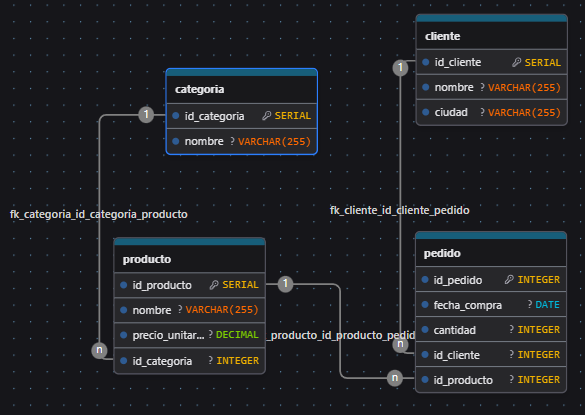 cliente
id_cliente SERIAL
nombre ? VARCHAR(255)
ciudad ? VARCHAR(255)
1
categoria
id_categoria SERIAL
nombre ? VARCHAR(255)
1
fk_categoria_id_categoria_producto
fk_cliente_id_cliente_pedido
producto
id_producto SERIAL
nombre ? VARCHAR(255)
precio_unitar... ? DECIMAL
id_categoria ? INTEGER
n
1
_producto_id_producto_pedid
pedido
id_pedido INTEGER
fecha_compra ? DATE
cantidad ? INTEGER
id_cliente ? INTEGER
id_producto ? INTEGER
n
n